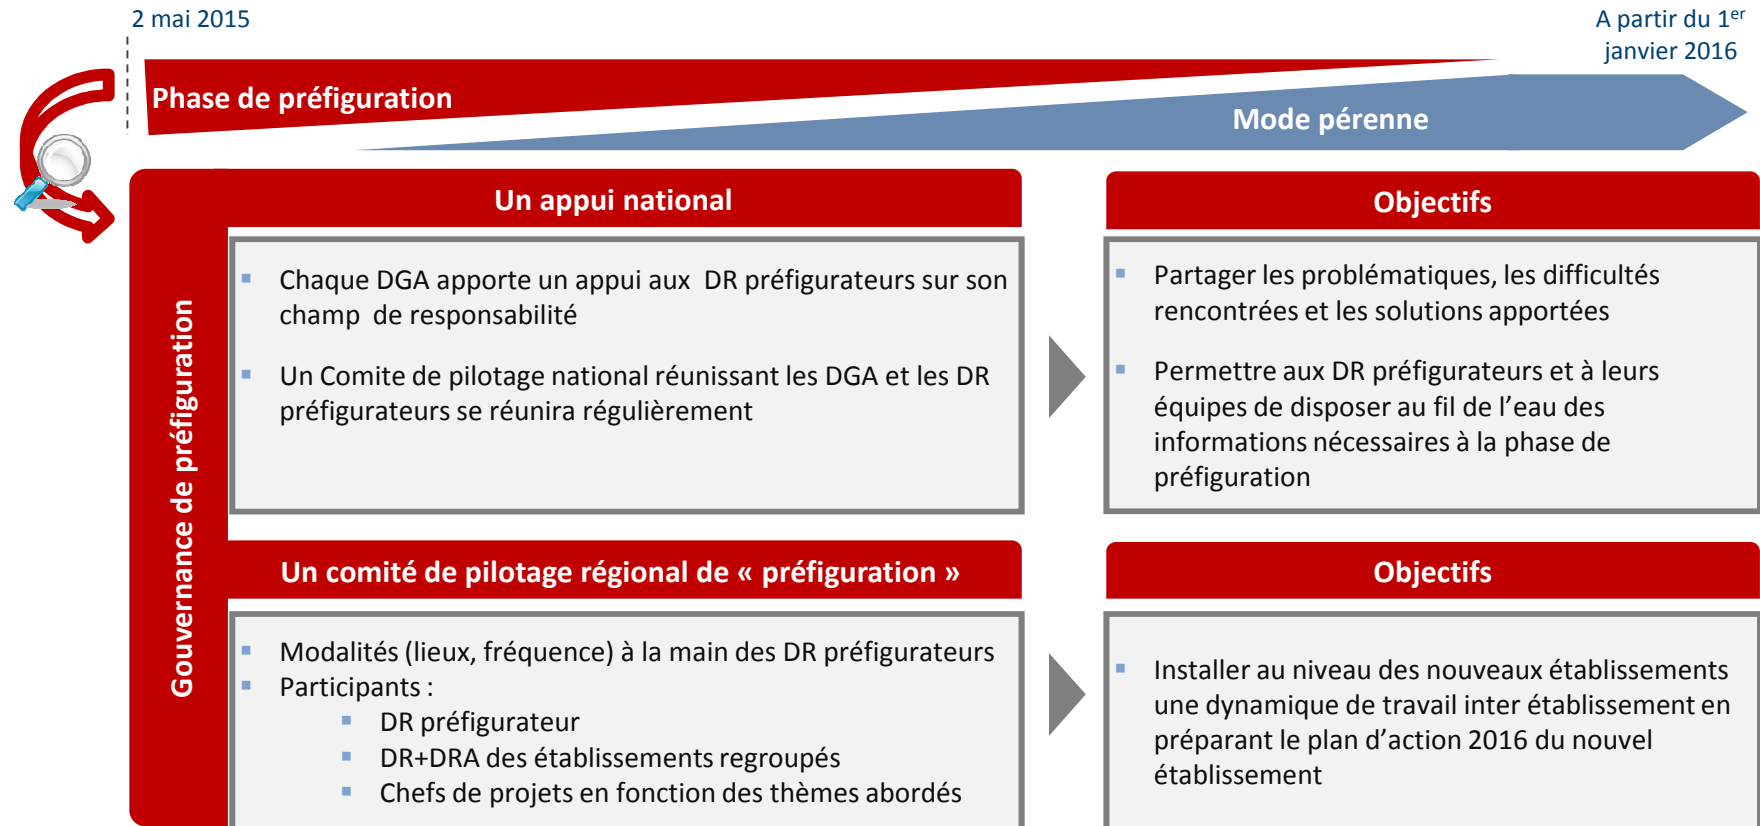 2 mai 2015
A partir du 1er
janvier 2016
Phase de préfiguration
Mode pérenne
Gouvernance de préfiguration
Un appui national
Chaque DGA apporte un appui aux DR préfigurateurs sur son
champ de responsabilité
Un Comite de pilotage national réunissant les DGA et les DR
préfigurateurs se réunira régulièrement
Objectifs
Partager les problématiques, les difficultés
rencontrées et les solutions apportées
Permettre aux DR préfigurateurs et à leurs
équipes de disposer au fil de l’eau des
informations nécessaires à la phase de
préfiguration
Un comité de pilotage régional de « préfiguration »
Modalités (lieux, fréquence) à la main des DR préfigurateurs
Participants :
DR préfigurateur
DR+DRA des établissements regroupés
Chefs de projets en fonction des thèmes abordés
Objectifs
Installer au niveau des nouveaux établissements
une dynamique de travail inter établissement en
préparant le plan d’action 2016 du nouvel
établissement